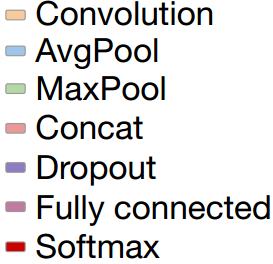 Convolution
AvgPool
MaxPool
Concat
Dropout
Fully connected
Softmax